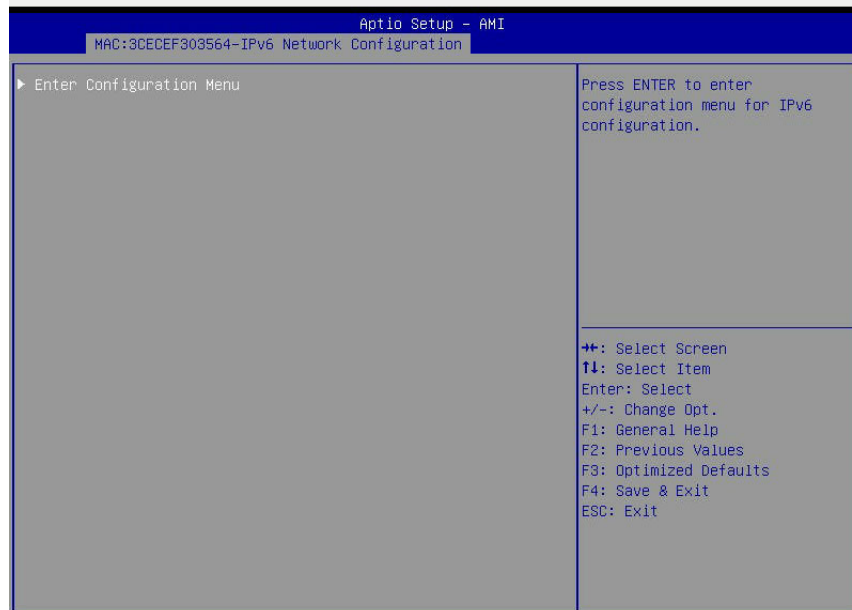 Aptio Setup – AMI
MAC:3CECEF303564-IPv6 Network Configuration
▶ Enter Configuration Menu
Press ENTER to enter
configuration menu for IPv6
configuration.
→←: Select Screen
↑↓: Select Item
Enter: Select
+/-: Change Opt.
F1: General Help
F2: Previous Values
F3: Optimized Defaults
F4: Save & Exit
ESC: Exit